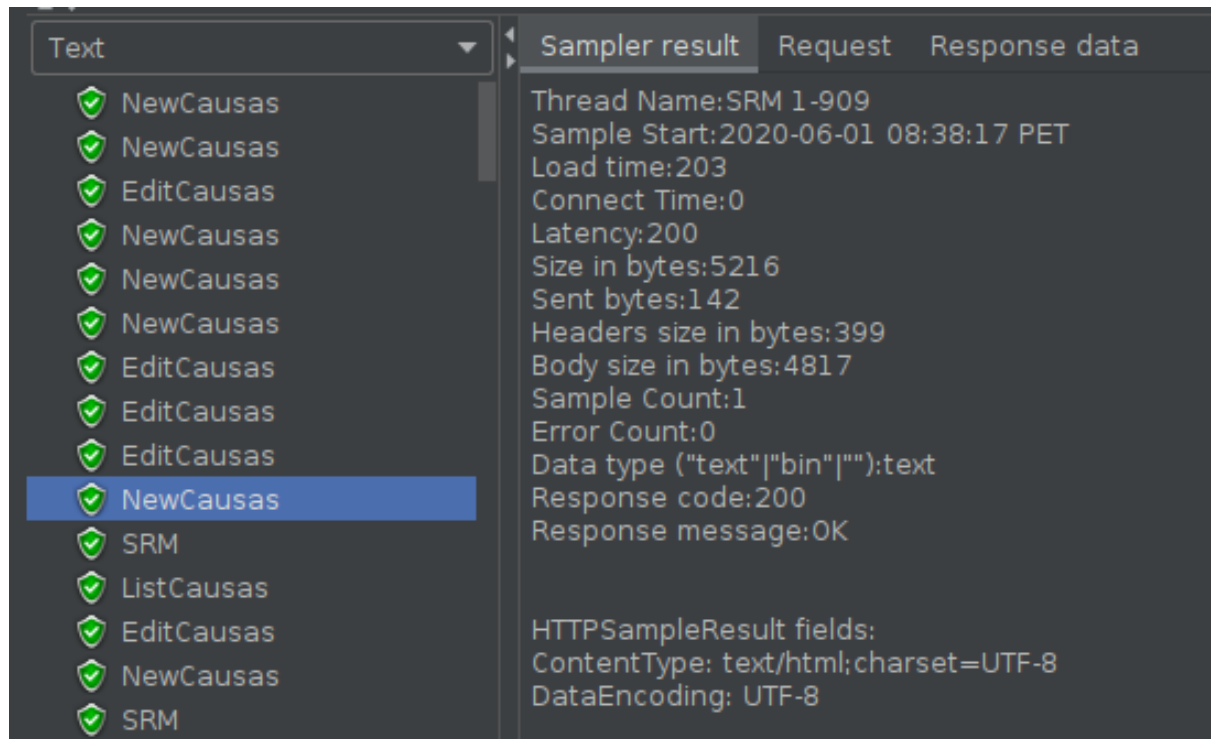 Text
NewCausas
NewCausas
EditCausas
NewCausas
NewCausas
NewCausas
EditCausas
EditCausas
EditCausas
NewCausas
SRM
ListCausas
EditCausas
NewCausas
SRM
Sampler result Request Response data
Thread Name:SRM 1-909
Sample Start:2020-06-01 08:38:17 PET
Load time:203
Connect Time:0
Latency:200
Size in bytes:5216
Sent bytes:142
Headers size in bytes:399
Body size in bytes:4817
Sample Count:1
Error Count:0
Data type ("text"|"bin"|""):text
Response code:200
Response message:OK
HTTPSampleResult fields:
ContentType: text/html;charset=UTF-8
DataEncoding: UTF-8